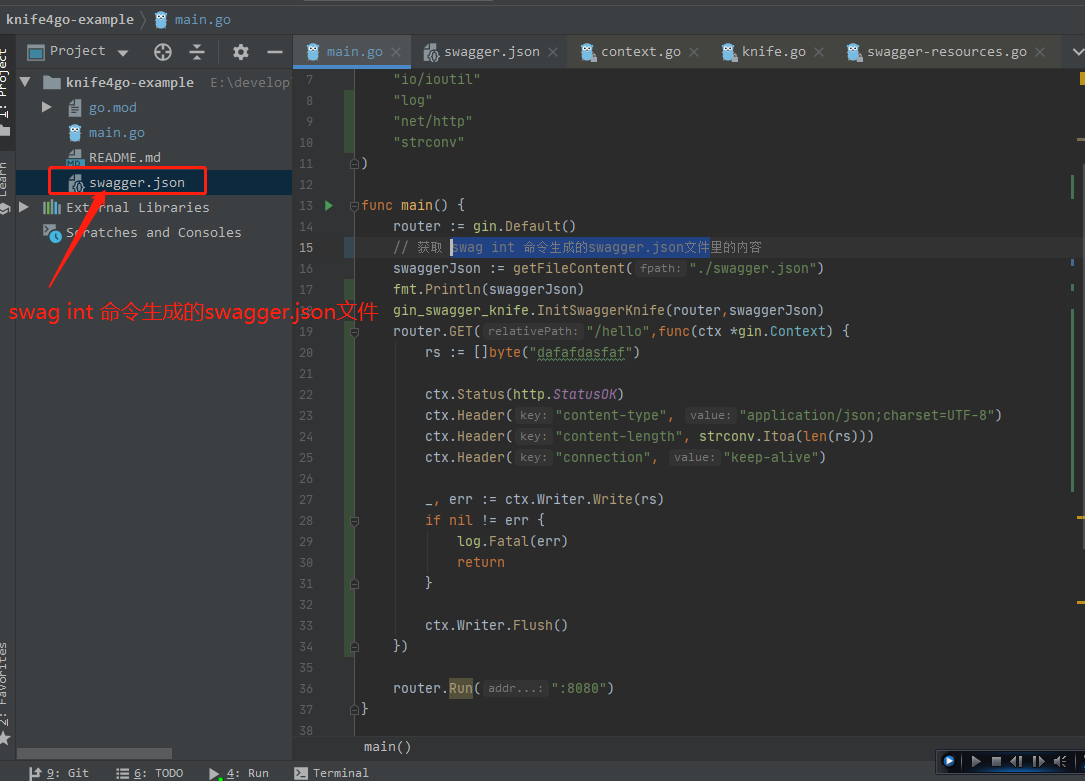 knife4go-example 〉 main.go
Project
main.go × swagger.json × context.go × knife.go × swagger-resources.go ×
1: Project
Learn
2: Favorites
knife4go-example E:\develop
go.mod
main.go
README.md
swagger.json
External Libraries
Scratches and Consoles
swag int 命令生成的swagger.json文件
7 "io/ioutil"
8 "log"
9 "net/http"
10 "strconv"
11 )
12
13 func main() {
14 router := gin.Default()
15 // 获取 swag int 命令生成的swagger.json文件里的内容
16 swaggerJson := getFileContent( fpath: "./swagger.json")
17 fmt.Println(swaggerJson)
gin_swagger_knife.InitSwaggerKnife(router,swaggerJson)
19 router.GET( relativePath: "/hello",func(ctx *gin.Context) {
20 rs := []byte("dafafdasfaf")
21
22 ctx.Status(http.StatusOK)
23 ctx.Header( key: "content-type", value: "application/json;charset=UTF-8")
24 ctx.Header( key: "content-length", strconv.Itoa(len(rs)))
25 ctx.Header( key: "connection", value: "keep-alive")
26
27 _, err := ctx.Writer.Write(rs)
28 if nil != err {
29 log.Fatal(err)
30 return
31 }
32
33 ctx.Writer.Flush()
34 })
35
36 router.Run( addr...: ":8080")
37 }
38
main()
9: Git 6: TODO 4: Run Terminal